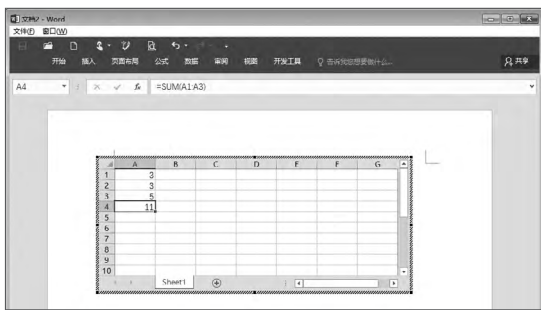 文档2 - Word
文件(F) 窗口(W)
开始 插入 页面布局 公式 数据 审阅 视图 开发工具 告诉我您想要做什么... 共享
A4 fx =SUM(A1:A3)
A B C D E F G
1 3
2 3
3 5
4 11
5
6
7
8
9
10
Sheet1